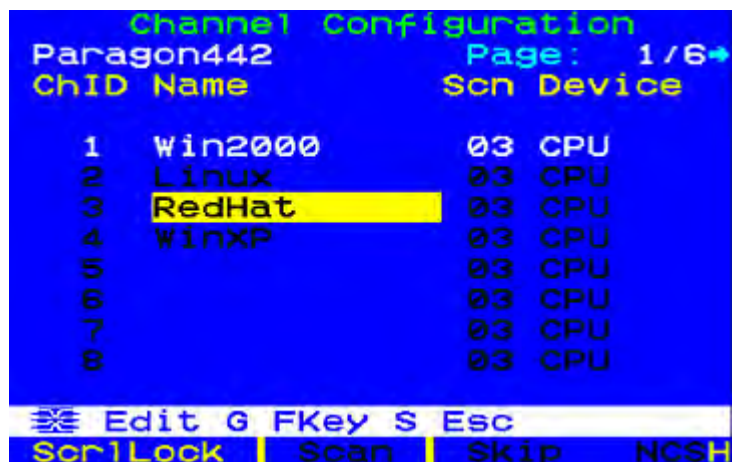 Channel Configuration
Paragon442 Page: 1/6→
ChID Name Scn Device
1 Win2000 03 CPU
2 Linux 03 CPU
3 RedHat 03 CPU
4 WinXP 03 CPU
5 03 CPU
6 03 CPU
7 03 CPU
8 03 CPU
Edit G FKey S Esc
ScrlLock Scan Skip NCSH